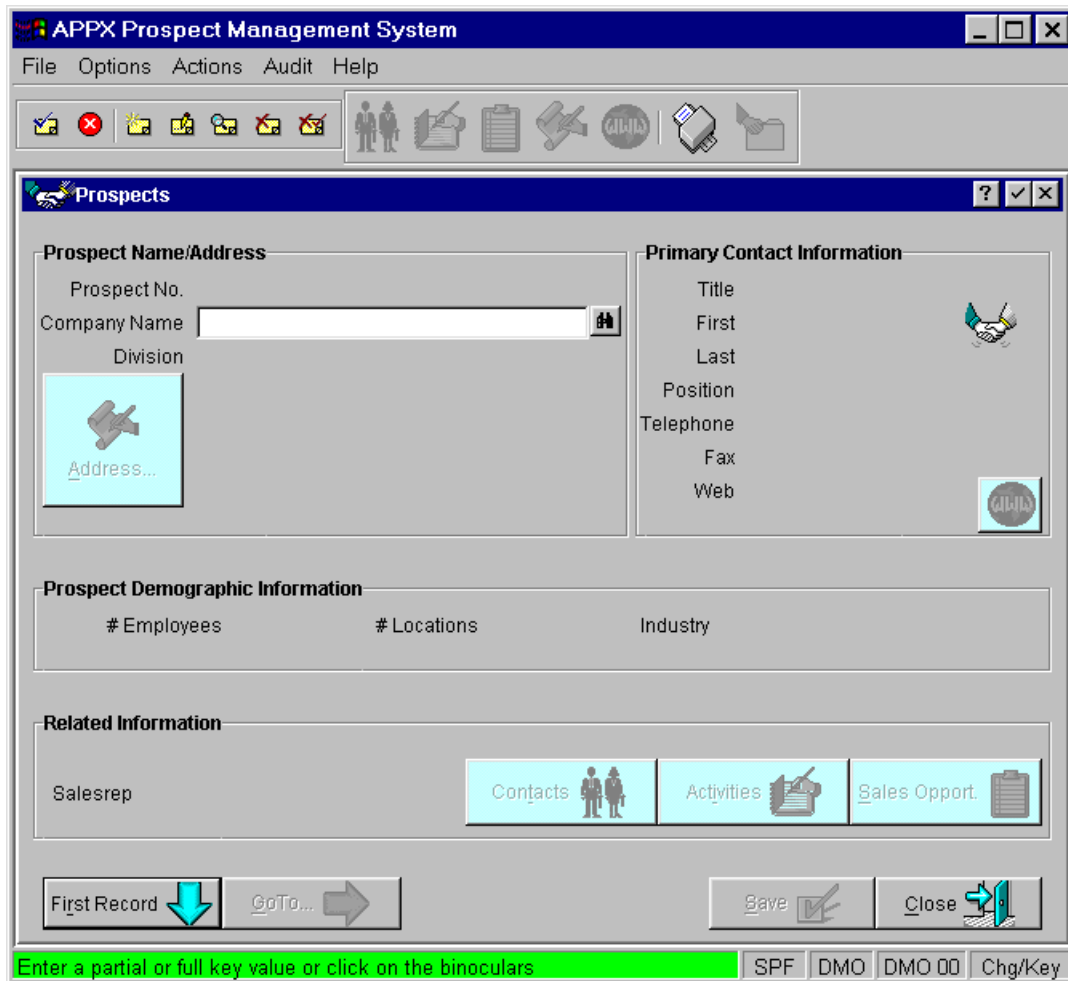 APPX Prospect Management System
File Options Actions Audit Help
Prospects
Prospect Name/Address
Prospect No.
Company Name
Division
Address...
Primary Contact Information
Title
First
Last
Position
Telephone
Fax
Web
Prospect Demographic Information
# Employees # Locations Industry
Related Information
Salesrep
Contacts Activities Sales Opport.
First Record GoTo... Save Close
Enter a partial or full key value or click on the binoculars SPF DMO DMO 00 Chg/Key